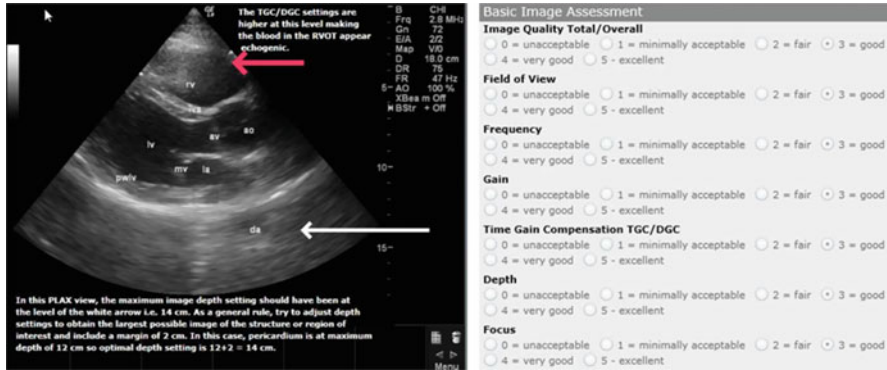 The TGC/DGC settings are
higher at this level making
the blood in the RVOT appear
echogenic.
B CHI
Frq 2.8 MHz
Gn 72
E/A 2/2
Map V/0
D 18.0 cm
DR 75
FR 47 Hz
AO 100 %
XBeam Off
BStr + Off
5-
10-
15-
rv
ivs
lv
av
ao
mv
la
pwlv
da
In this PLAX view, the maximum image depth setting should have been at
the level of the white arrow i.e. 14 cm. As a general rule, try to adjust depth
settings to obtain the largest possible image of the structure or region of
interest and include a margin of 2 cm. In this case, pericardium is at maximum
depth of 12 cm so optimal depth setting is 12+2 = 14 cm.
Menu
Basic Image Assessment
Image Quality Total/Overall
0 = unacceptable 1 = minimally acceptable 2 = fair 3 = good
4 = very good 5 - excellent
Field of View
0 = unacceptable 1 = minimally acceptable 2 = fair 3 = good
4 = very good 5 - excellent
Frequency
0 = unacceptable 1 = minimally acceptable 2 = fair 3 = good
4 = very good 5 - excellent
Gain
0 = unacceptable 1 = minimally acceptable 2 = fair 3 = good
4 = very good 5 - excellent
Time Gain Compensation TGC/DGC
0 = unacceptable 1 = minimally acceptable 2 = fair 3 = good
4 = very good 5 - excellent
Depth
0 = unacceptable 1 = minimally acceptable 2 = fair 3 = good
4 = very good 5 - excellent
Focus
0 = unacceptable 1 = minimally acceptable 2 = fair 3 = good
4 = very good 5 - excellent